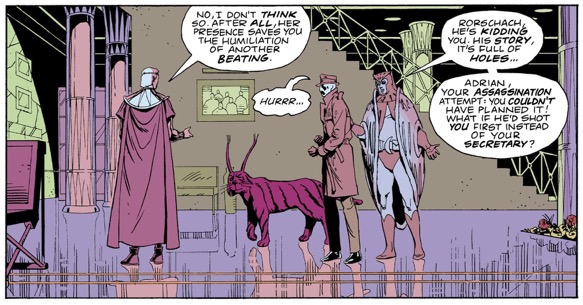 NO, I DON'T THINK
SO. AFTER ALL, HER
PRESENCE SAVES YOU
THE HUMILIATION
OF ANOTHER
BEATING.
HURRR...
RORSCHACH,
HE'S KIDDING
YOU. HIS STORY,
IT'S FULL OF
HOLES...
ADRIAN,
YOUR ASSASSINATION
ATTEMPT: YOU COULDN'T
HAVE PLANNED IT!
WHAT IF HE'D SHOT
YOU FIRST INSTEAD
OF YOUR
SECRETARY?